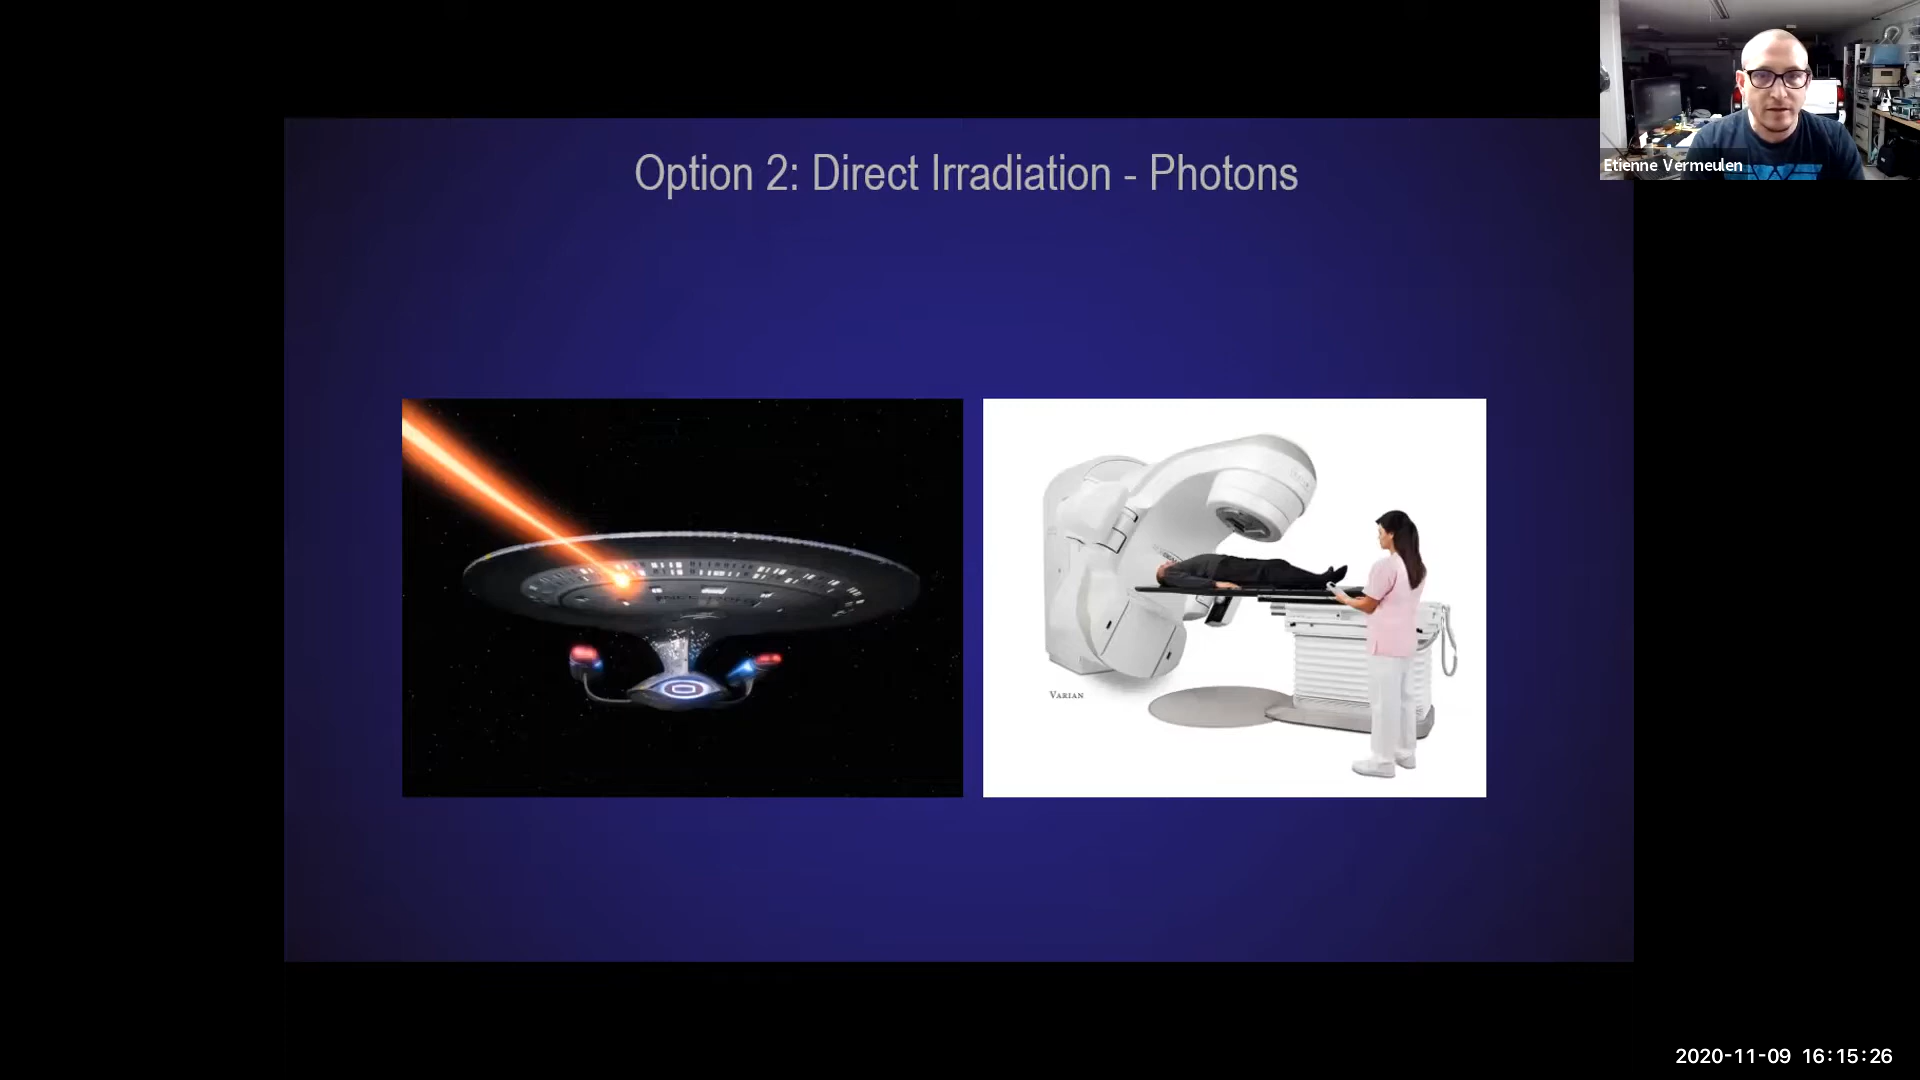 Option 2: Direct Irradiation - Photons
Etienne Vermeulen
VARIAN
2020-11-09 16:15:26